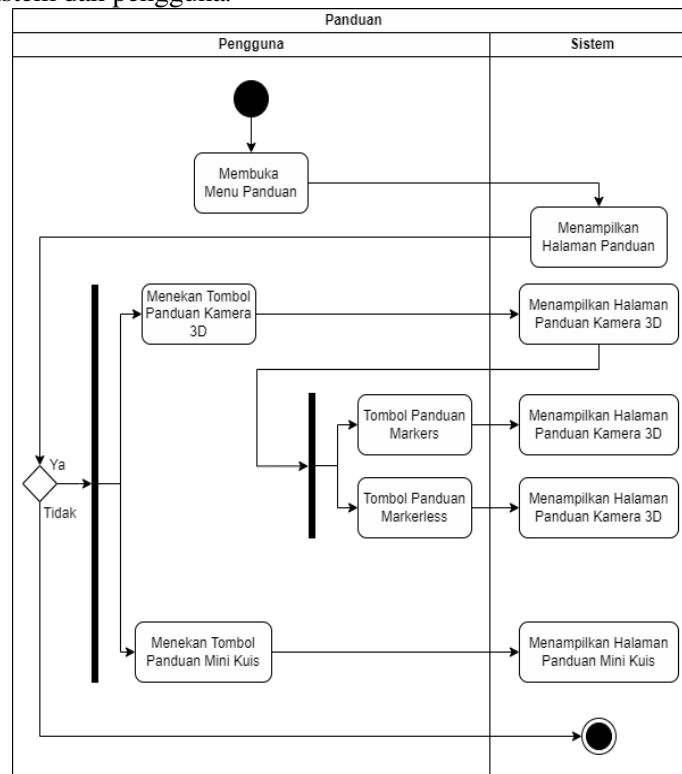 dan pengguna.
Panduan
Pengguna
Sistem
Membuka
Menu Panduan
Menampilkan
Halaman Panduan
Menekan Tombol
Panduan Kamera
3D
Menampilkan Halaman
Panduan Kamera 3D
Tombol Panduan
Markers
Menampilkan Halaman
Panduan Kamera 3D
Ya
Tidak
Tombol Panduan
Markerless
Menampilkan Halaman
Panduan Kamera 3D
Menekan Tombol
Panduan Mini Kuis
Menampilkan Halaman
Panduan Mini Kuis